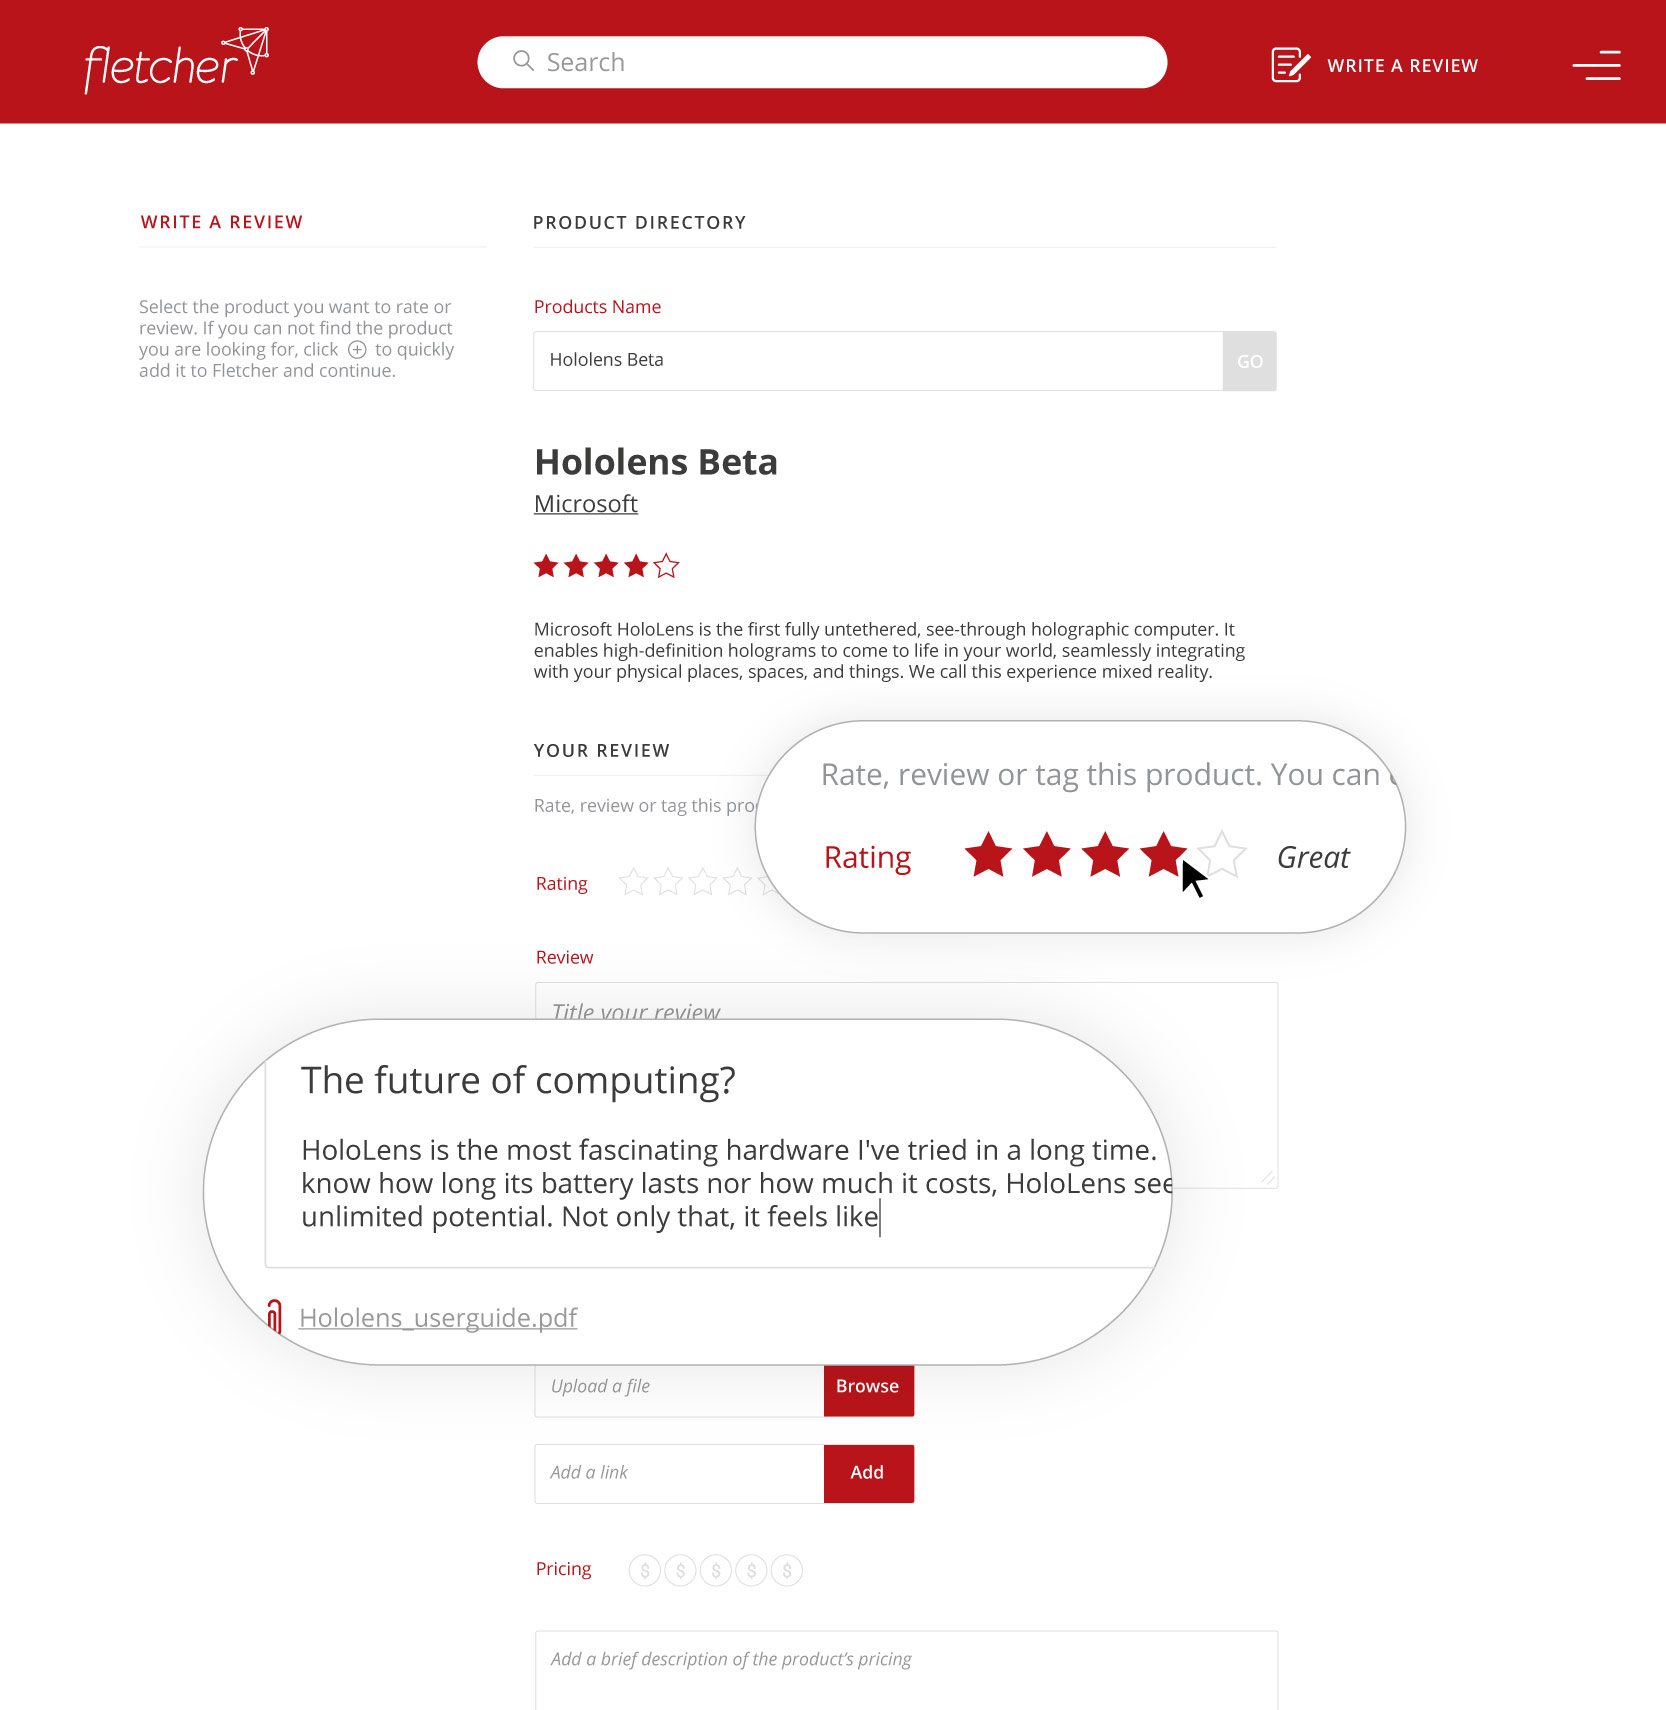 fletcher
Search
WRITE A REVIEW
WRITE A REVIEW
Select the product you want to rate or
review. If you can not find the product
you are looking for, click to quickly
add it to Fletcher and continue.
PRODUCT DIRECTORY
Products Name
Hololens Beta
GO
Hololens Beta
Microsoft
Microsoft HoloLens is the first fully untethered, see-through holographic computer. It
enables high-definition holograms to come to life in your world, seamlessly integrating
with your physical places, spaces, and things. We call this experience mixed reality.
YOUR REVIEW
Rate, review or tag this
Rate, review or tag this product. You can
Rating
Great
Rating
Review
Title your review
The future of computing?
HoloLens is the most fascinating hardware I've tried in a long time.
know how long its battery lasts nor how much it costs, HoloLens see
unlimited potential. Not only that, it feels like
Hololens_userguide.pdf
Upload a file
Browse
Add a link
Add
Pricing
$ $ $ $ $
Add a brief description of the product's pricing